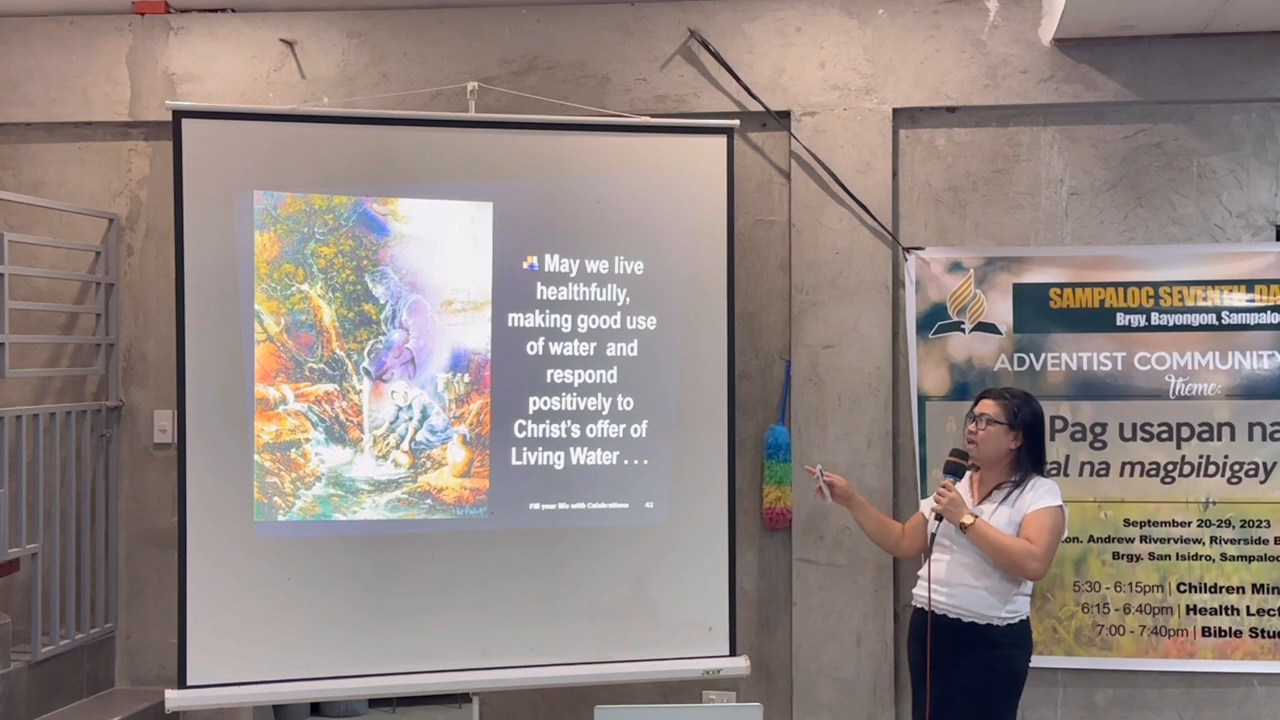 May we live
healthfully,
making good use
of water and
respond
positively to
Christ's offer of
Living Water . . .
Fill your life with Celebrations 42
acer
SAMPALOC SEVENTH-DA
Brgy. Bayongon, Sampaloc
ADVENTIST COMMUNITY
theme:
Pag usapan na
al na magbibigay
September 20-29, 2023
on. Andrew Riverview, Riverside B
Brgy. San Isidro, Sampaloc
5:30 - 6:15pm | Children Min
6:15 - 6:40pm | Health Lect
7:00 - 7:40pm | Bible Stu